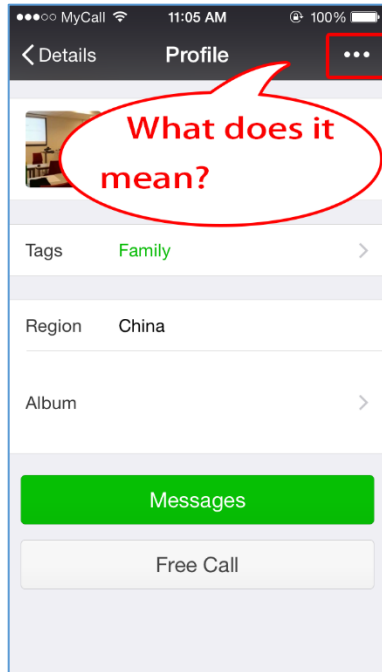 MyCall 11:05 AM 100%
Details Profile •••
What does it
mean?
Tags Family
Region China
Album
Messages
Free Call